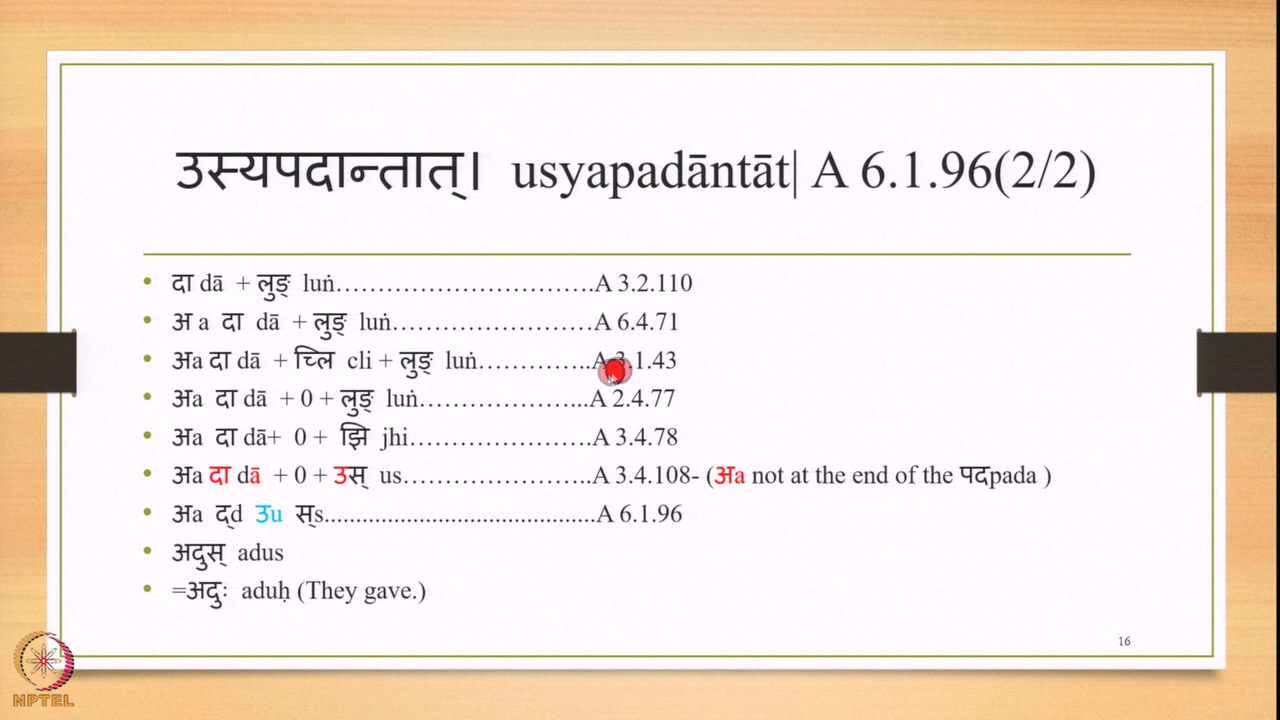 उस्यपदान्तात्। usyapadāntāt| A 6.1.96(2/2)
• दा dā + लुङ् luṅ………………………….A 3.2.110
• अ a दा dā + लुङ् luṅ……………………A 6.4.71
• अa दा dā + च्लि cli + लुङ् luṅ…………..A 3.1.43
• अa दा dā + 0 + लुङ् luṅ………………...A 2.4.77
• अa दा dā+ 0 + झि jhi………………….A 3.4.78
• अa दा dā + 0 + उस् us…………………..A 3.4.108- (अa not at the end of the पदpada )
• अa द्d उu स्s.........................................A 6.1.96
• अदुस् adus
• =अदुः aduḥ (They gave.)
16
NPTEL